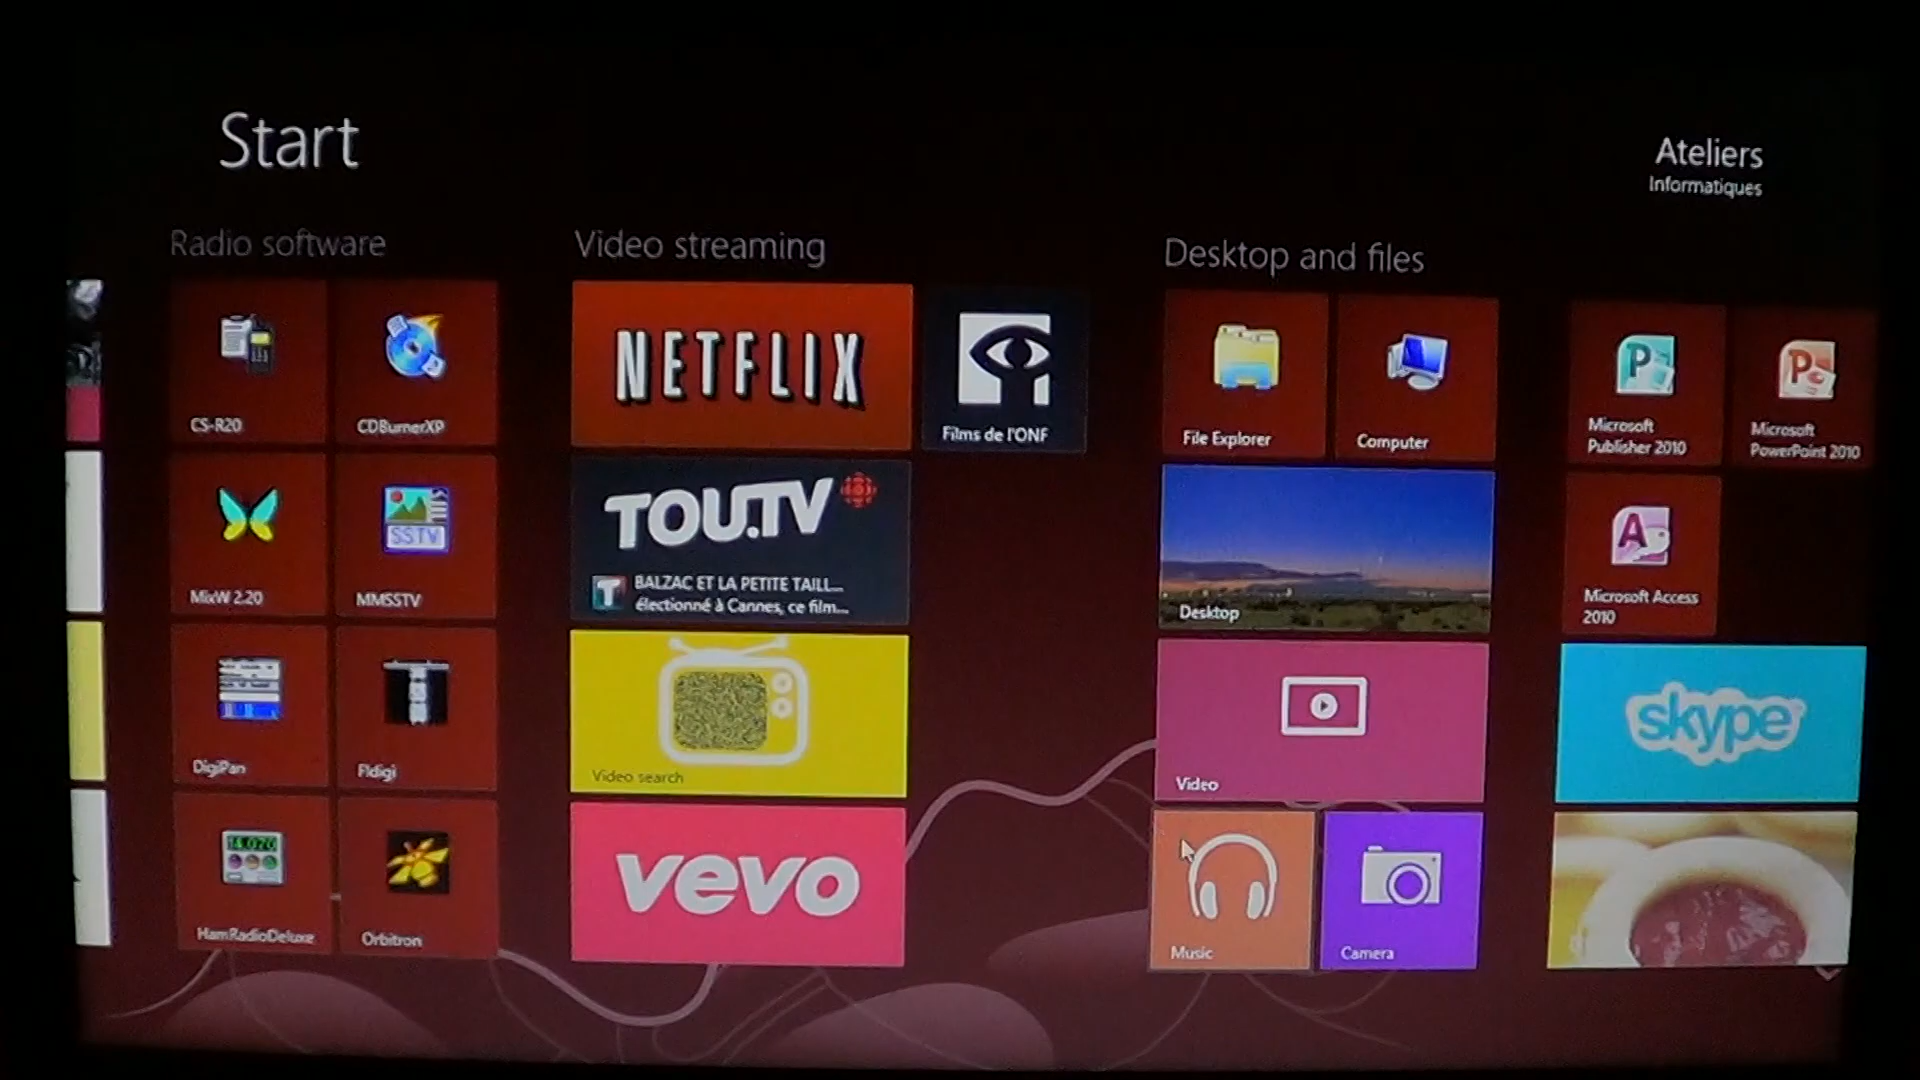 Start
Ateliers
Informatiques
Radio software
CS-R20
CDBurnerXP
MixW 2.20
MMSSTV
SSTV
DigiPan
Fldigi
14.070
HamRadioDeluxe
Orbitron
Video streaming
NETFLIX
Films de l'ONF
TOU.TV
BALZAC ET LA PETITE TAILL...
électionné à Cannes, ce film...
Video search
vevo
Desktop and files
File Explorer
Computer
Desktop
Video
Music
Camera
Microsoft
Publisher 2010
Microsoft
PowerPoint 2010
Microsoft Access
2010
skype